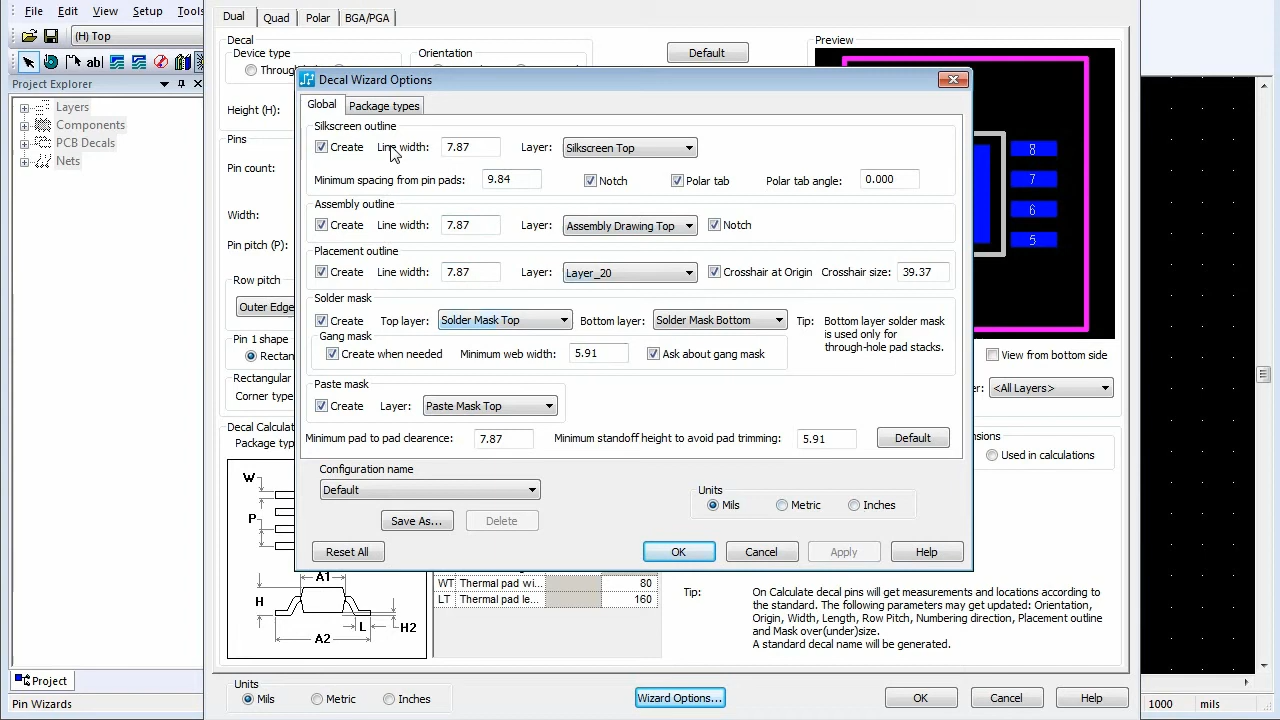 File Edit View Setup Tools
(H) Top
ab|
Project Explorer
Layers
Components
PCB Decals
Nets
Project
Pin Wizards
Dual Quad Polar BGA/PGA
Decal
Device type
Orientation
Default
Preview
Height (H):
Pins
Pin count:
Width:
Pin pitch (P):
Row pitch
Outer Edge
Pin 1 shape
Rectangular
Corner type
8
7
6
5
View from bottom side
<All Layers>
Used in calculations
Decal Wizard Options
Global Package types
Silkscreen outline
Create Line width: 7.87 Layer: Silkscreen Top
Minimum spacing from pin pads: 9.84 Notch Polar tab Polar tab angle: 0.000
Assembly outline
Create Line width: 7.87 Layer: Assembly Drawing Top Notch
Placement outline
Create Line width: 7.87 Layer: Layer_20 Crosshair at Origin Crosshair size: 39.37
Solder mask
Create Top layer: Solder Mask Top Bottom layer: Solder Mask Bottom Tip: Bottom layer solder mask
is used only for
through-hole pad stacks.
Gang mask
Create when needed Minimum web width: 5.91 Ask about gang mask
Paste mask
Create Layer: Paste Mask Top
Minimum pad to pad clearence: 7.87 Minimum standoff height to avoid pad trimming: 5.91 Default
Configuration name
Default
Save As... Delete
Units
Mils Metric Inches
Reset All OK Cancel Apply Help
W
P
A1
H
L
H2
A2
WT Thermal pad wi... 80
LT Thermal pad le... 160
Tip: On Calculate decal pins will get measurements and locations according to
the standard. The following parameters may get updated: Orientation,
Origin, Width, Length, Row Pitch, Numbering direction, Placement outline
and Mask over(under)size.
A standard decal name will be generated.
Units
Mils Metric Inches
Wizard Options... OK Cancel Help
1000 mils